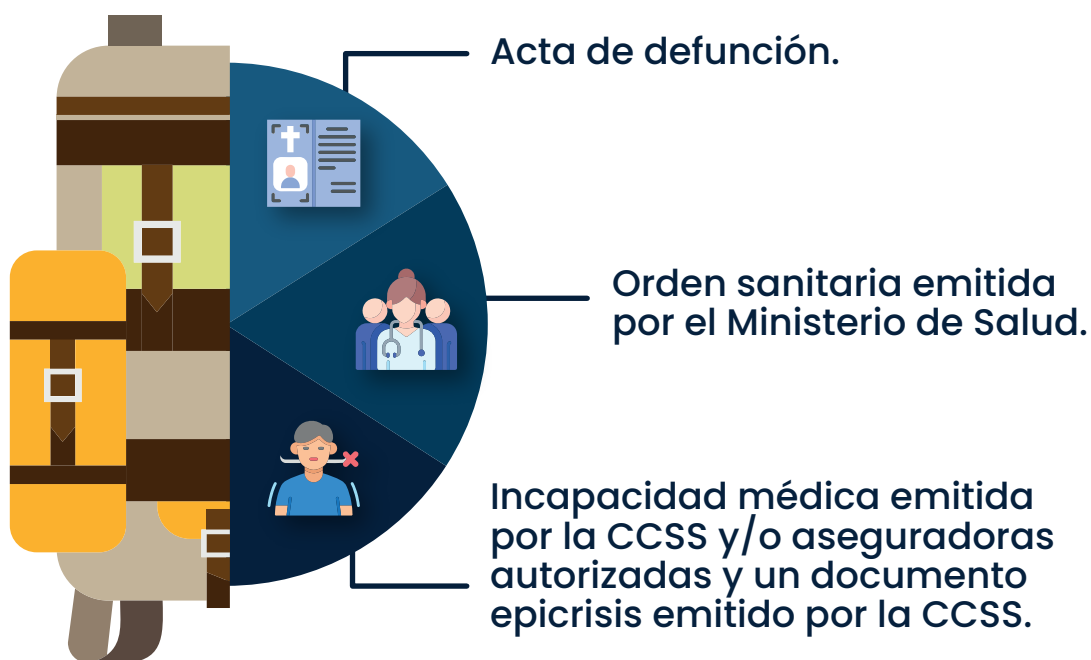 Acta de defunción.
Orden sanitaria emitida
por el Ministerio de Salud.
Incapacidad médica emitida
por la CCSS y/o aseguradoras
autorizadas y un documento
epicrisis emitido por la CCSS.